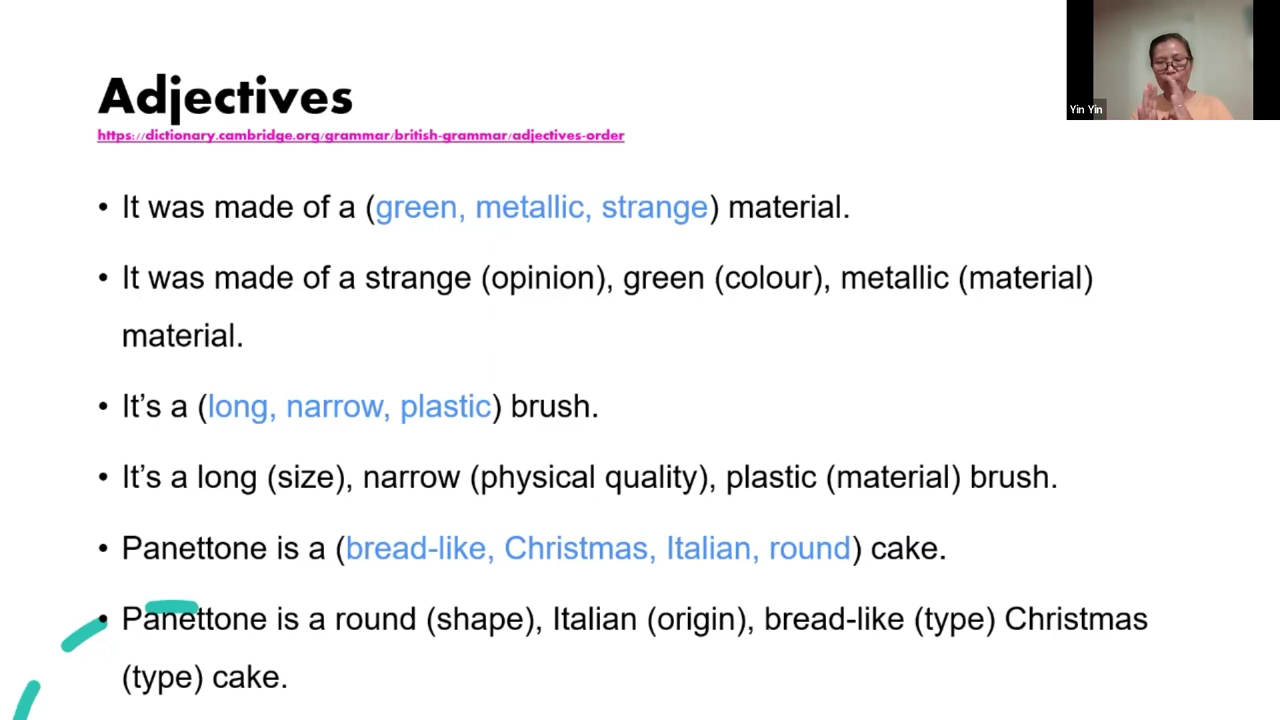 Adjectives
https://dictionary.cambridge.org/grammar/british-grammar/adjectives-order
• It was made of a (green, metallic, strange) material.
• It was made of a strange (opinion), green (colour), metallic (material)
material.
• It’s a (long, narrow, plastic) brush.
• It’s a long (size), narrow (physical quality), plastic (material) brush.
• Panettone is a (bread-like, Christmas, Italian, round) cake.
• Panettone is a round (shape), Italian (origin), bread-like (type) Christmas
(type) cake.
Yin Yin